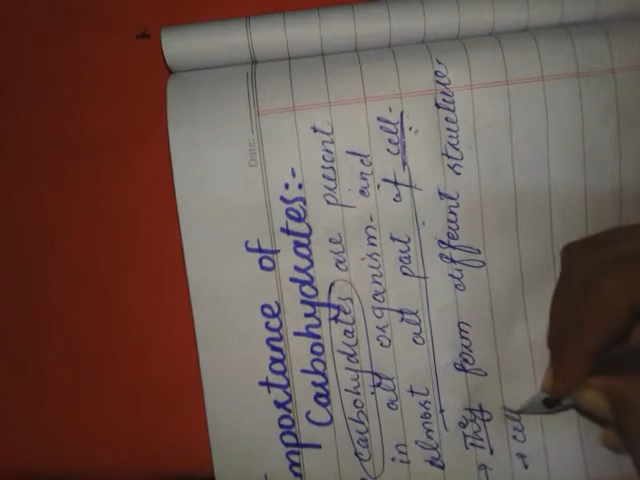 Date:
Importance of
Carbohydrates:-
carbohydrates are present
in all organism- and
almost all part of cell.
→ They form different structure.
→ cell